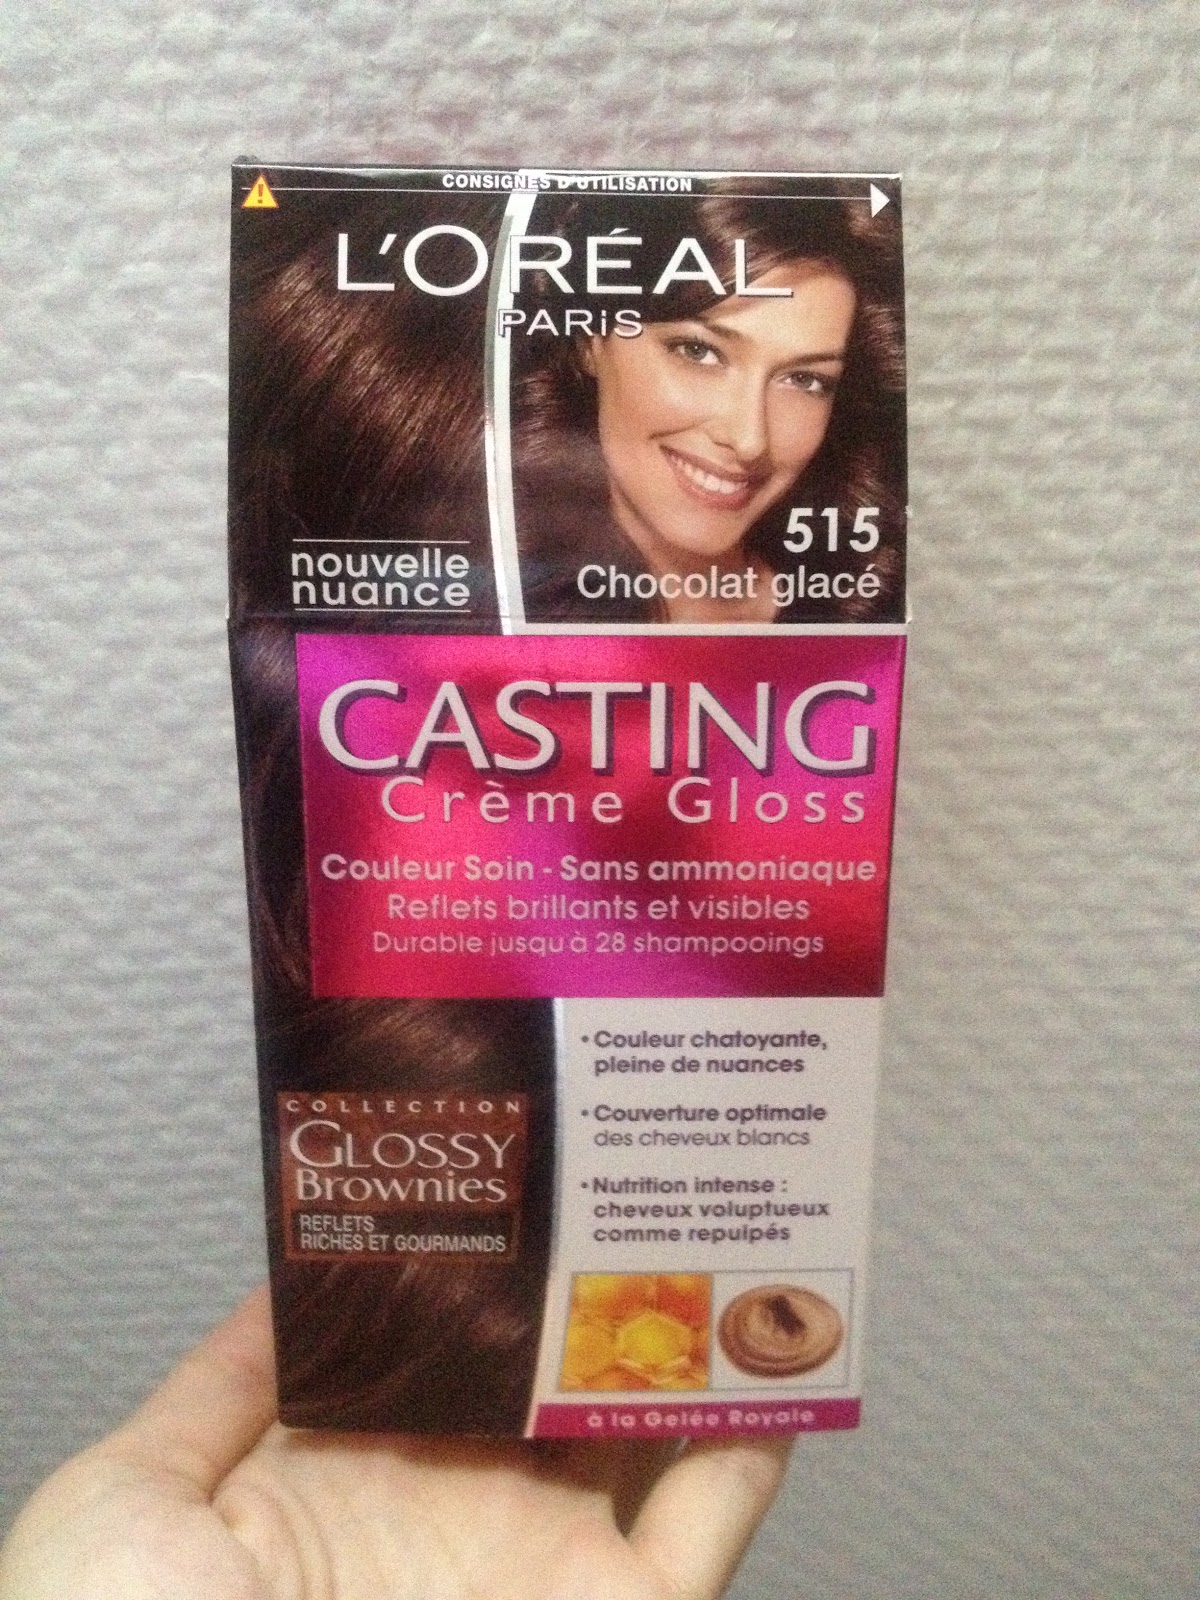 CONSIGNES D'UTILISATION
L'ORÉAL
PARiS
nouvelle
nuance
515
Chocolat glacé
CASTING
Crème Gloss
Couleur Soin - Sans ammoniaque
Reflets brillants et visibles
Durable jusqu'à 28 shampooings
• Couleur chatoyante,
pleine de nuances
• Couverture optimale
des cheveux blancs
• Nutrition intense :
cheveux voluptueux
comme repulpés
COLLECTION
GLOSSY
BROWNIES
REFLETS
RICHES ET GOURMANDS
à la Gelée Royale